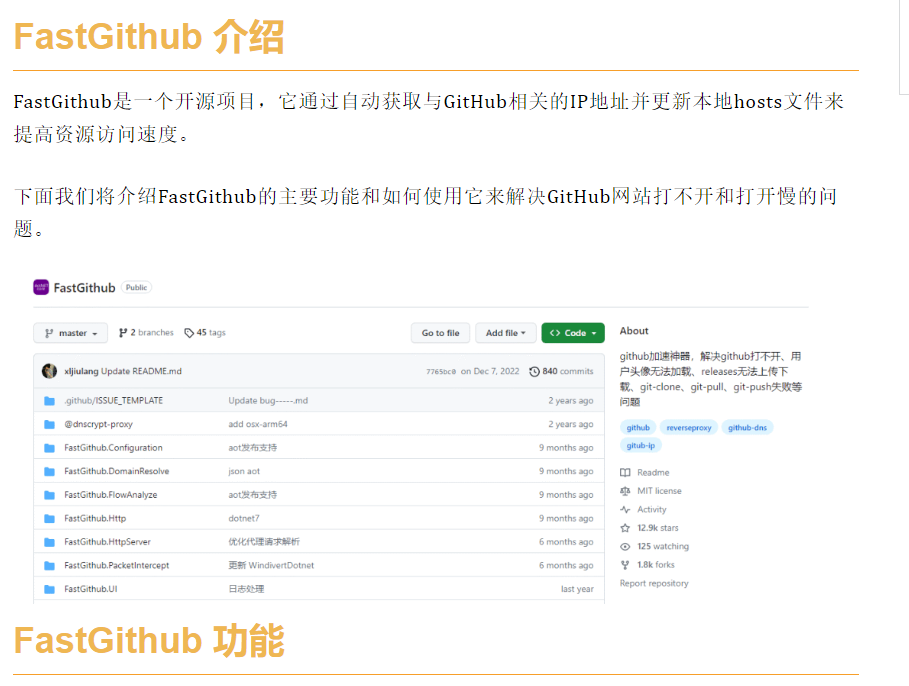 FastGithub 介绍
FastGithub是一个开源项目，它通过自动获取与GitHub相关的IP地址并更新本地hosts文件来
提高资源访问速度。
下面我们将介绍FastGithub的主要功能和如何使用它来解决GitHub网站打不开和打开慢的问
题。
FastGithub Public
master 2 branches 45 tags Go to file Add file Code
xljiulang Update README.md 7765bc0 on Dec 7, 2022 840 commits
.github/ISSUE_TEMPLATE Update bug-----.md 2 years ago
@dnscrypt-proxy add osx-arm64 2 years ago
FastGithub.Configuration aot发布支持 9 months ago
FastGithub.DomainResolve json aot 9 months ago
FastGithub.FlowAnalyze aot发布支持 9 months ago
FastGithub.Http dotnet7 9 months ago
FastGithub.HttpServer 优化代理请求解析 6 months ago
FastGithub.PacketIntercept 更新 WindivertDotnet 6 months ago
FastGithub.UI 日志处理 last year
About
github加速神器，解决github打不开、用
户头像无法加载、releases无法上传下
载、git-clone、git-pull、git-push失败等
问题
github reverseproxy github-dns
gitub-ip
Readme
MIT license
Activity
12.9k stars
125 watching
1.8k forks
Report repository
FastGithub 功能